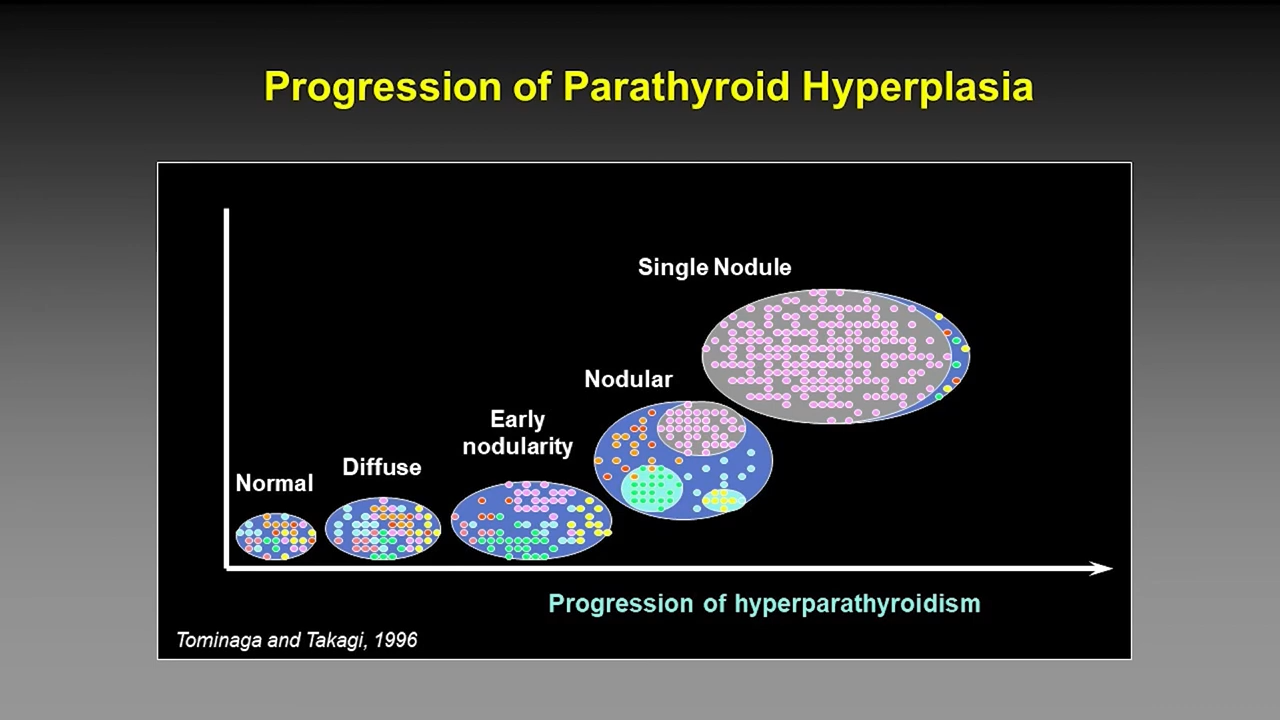 Progression of Parathyroid Hyperplasia
Single Nodule
Nodular
Early
nodularity
Diffuse
Normal
Progression of hyperparathyroidism
Tominaga and Takagi, 1996